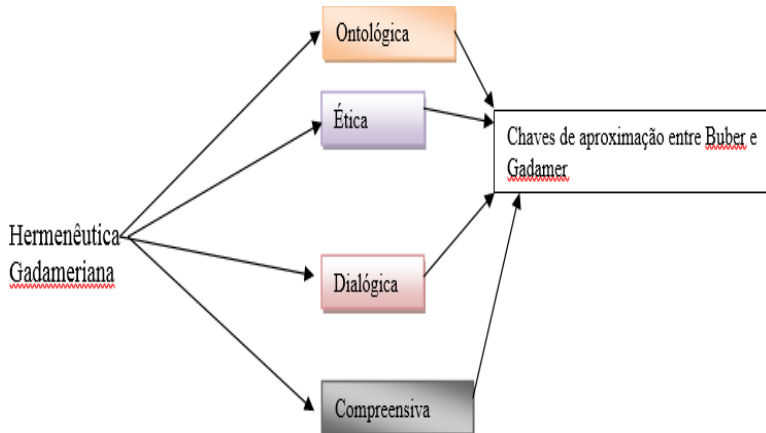 Ontológica
Ética
Chaves de aproximação entre Buber e
Gadamer
Hermenêutica
Gadameriana
Dialógica
Compreensiva